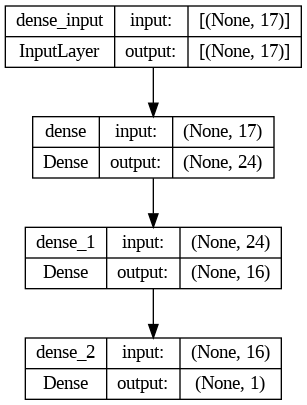 dense_input input: [(None, 17)]
InputLayer output: [(None, 17)]
dense input: (None, 17)
Dense output: (None, 24)
dense_1 input: (None, 24)
Dense output: (None, 16)
dense_2 input: (None, 16)
Dense output: (None, 1)